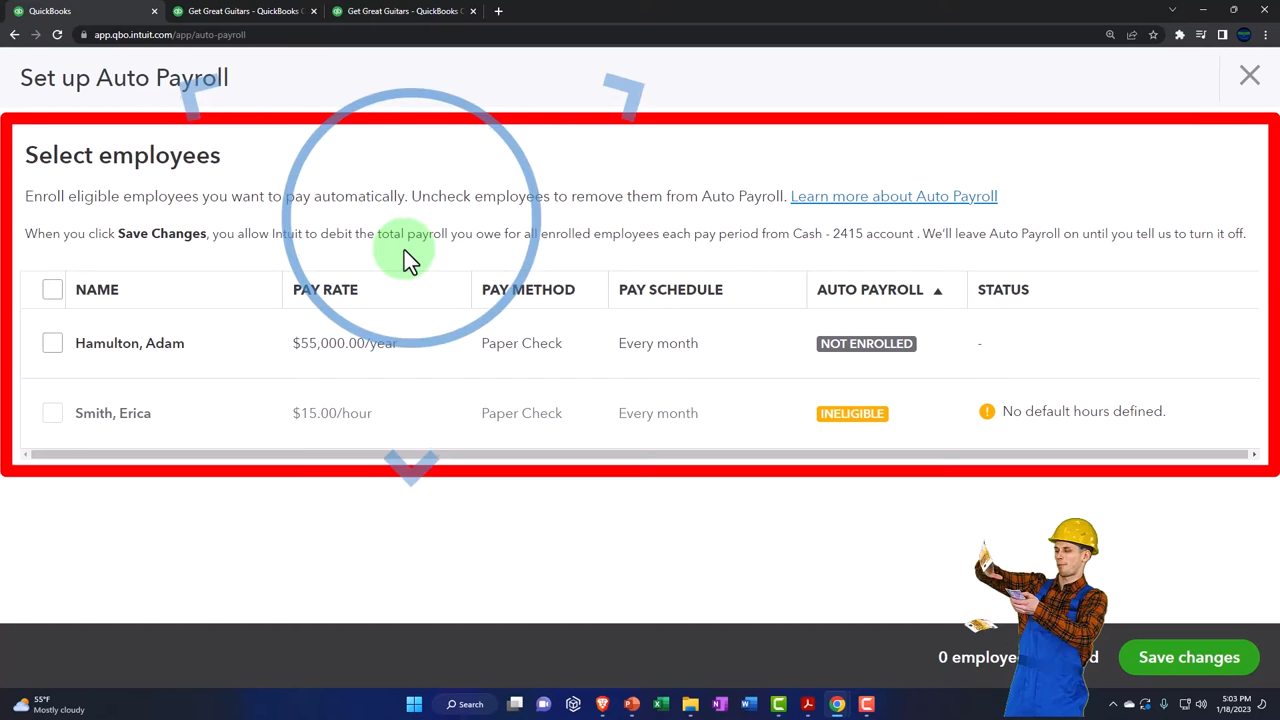 QuickBooks
Get Great Guitars - QuickBooks
Get Great Guitars - QuickBooks
app.qbo.intuit.com/app/auto-payroll
Set up Auto Payroll
Select employees
Enroll eligible employees you want to pay automatically. Uncheck employees to remove them from Auto Payroll. Learn more about Auto Payroll
When you click Save Changes, you allow Intuit to debit the total payroll you owe for all enrolled employees each pay period from Cash - 2415 account . We'll leave Auto Payroll on until you tell us to turn it off.
NAME PAY RATE PAY METHOD PAY SCHEDULE AUTO PAYROLL STATUS
Hamulton, Adam $55,000.00/year Paper Check Every month NOT ENROLLED -
Smith, Erica $15.00/hour Paper Check Every month INELIGIBLE No default hours defined.
0 Save changes
55°F
Mostly cloudy
Search
5:03 PM
1/18/2023